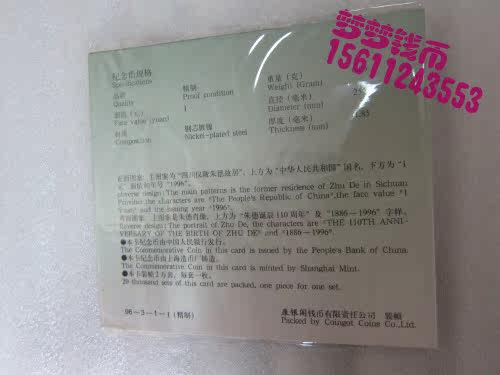 梦梦钱币
15611243553
纪念币规格
Specifications
品质 精制
Quality Proof condition
面值（元） 1
Face value (yuan)
材质 钢芯镀镍
Composition Nickel-plated steel
重量（克）
Weight (Gram)
直径（毫米） 25
Diameter (mm)
厚度（毫米） 1.85
Thickness (mm)
正面图案：主图案为“四川仪陇朱德故居”，上方为“中华人民共和国”国名，下方为“1
元”面值和年号“1996”。
Obverse design: The main patterns is the former residence of Zhu De in Sichuan
Province, the characters are «The People's Republic of China», the face value «1
Yuan» and the issuing year «1996».
背面图案：主图案是朱德肖像，上方为“朱德诞辰110周年”及“1886-1996”字样。
Reverse design: The portrait of Zhu De, the characters are «THE 110TH ANNI-
VERSARY OF THE BIRTH OF ZHU DE» and «1886-1996».
●本卡纪念币由中国人民银行发行。
The Commemorative Coin in this card is issued by the People's Bank of China.
●本卡纪念币由上海造币厂铸造。
The Commemorative Coin in this card is minted by Shanghai Mint.
●本卡装帧2万套，每套一枚。
20 thousand sets of this card are packed, one piece for one set.
96-3-1-1（精制）
康银阁钱币有限责任公司 装帧
Packed by Coingot Coins Co.,Ltd.